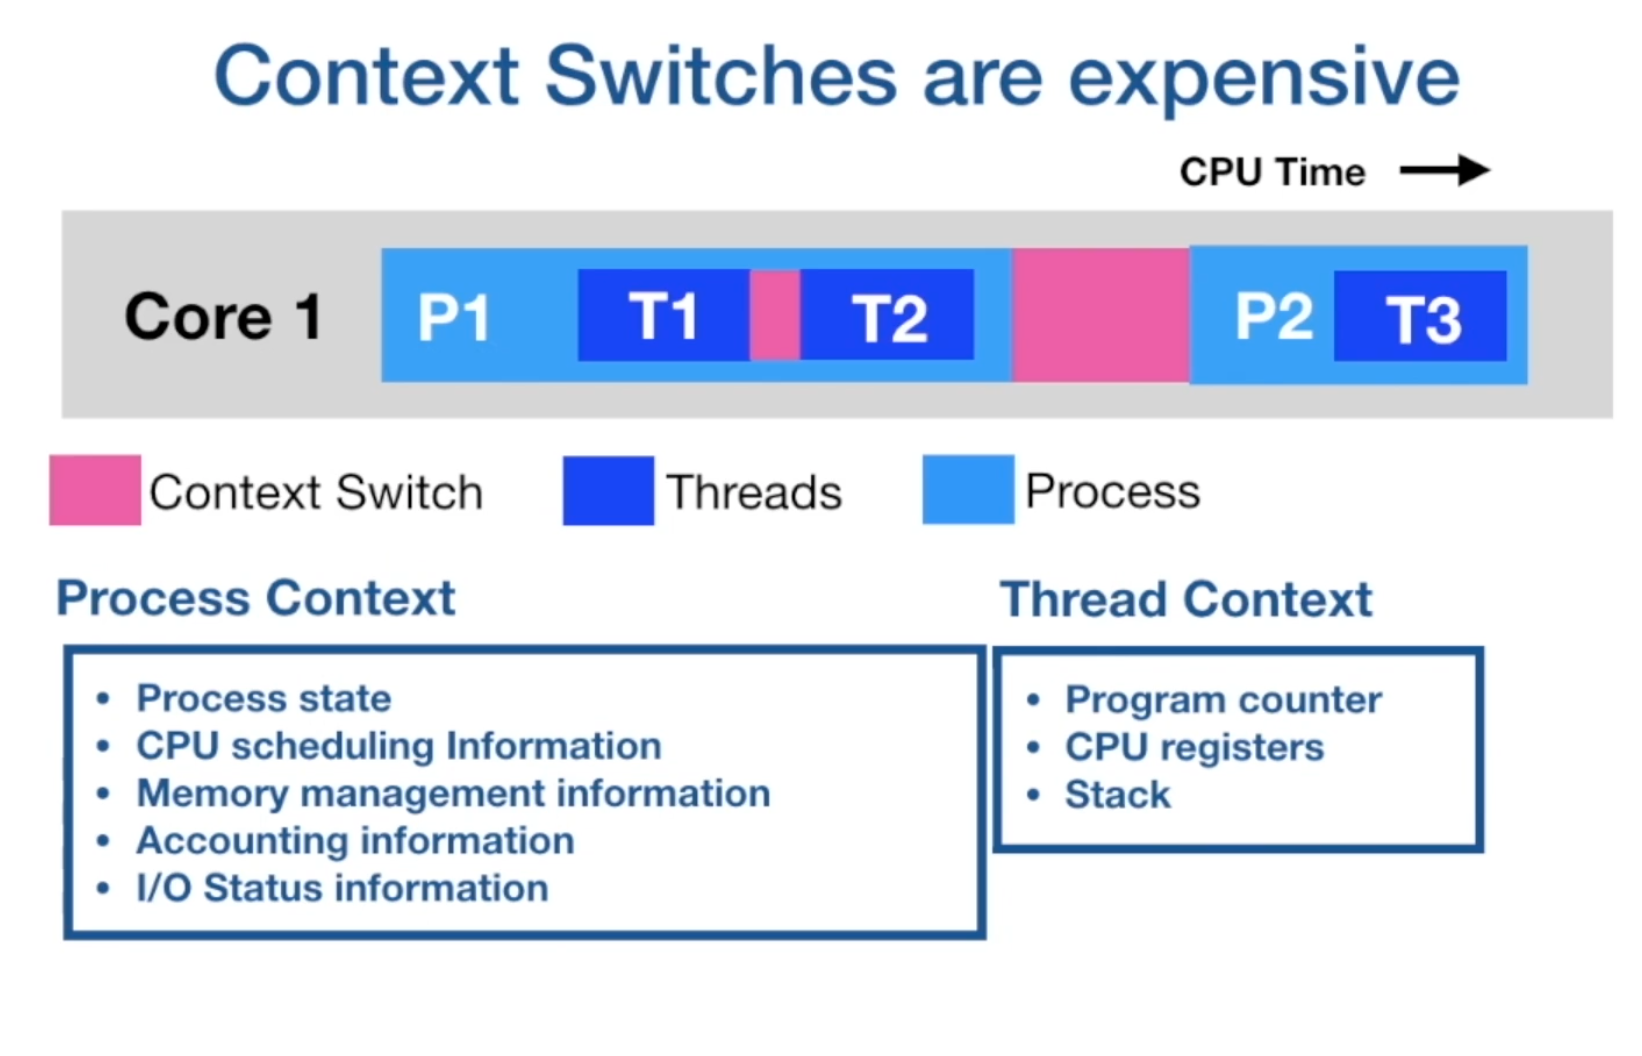 Context Switches are expensive
CPU Time
Core 1 P1 T1 T2 P2 T3
Context Switch Threads Process
Process Context
• Process state
• CPU scheduling Information
• Memory management information
• Accounting information
• I/O Status information
Thread Context
• Program counter
• CPU registers
• Stack